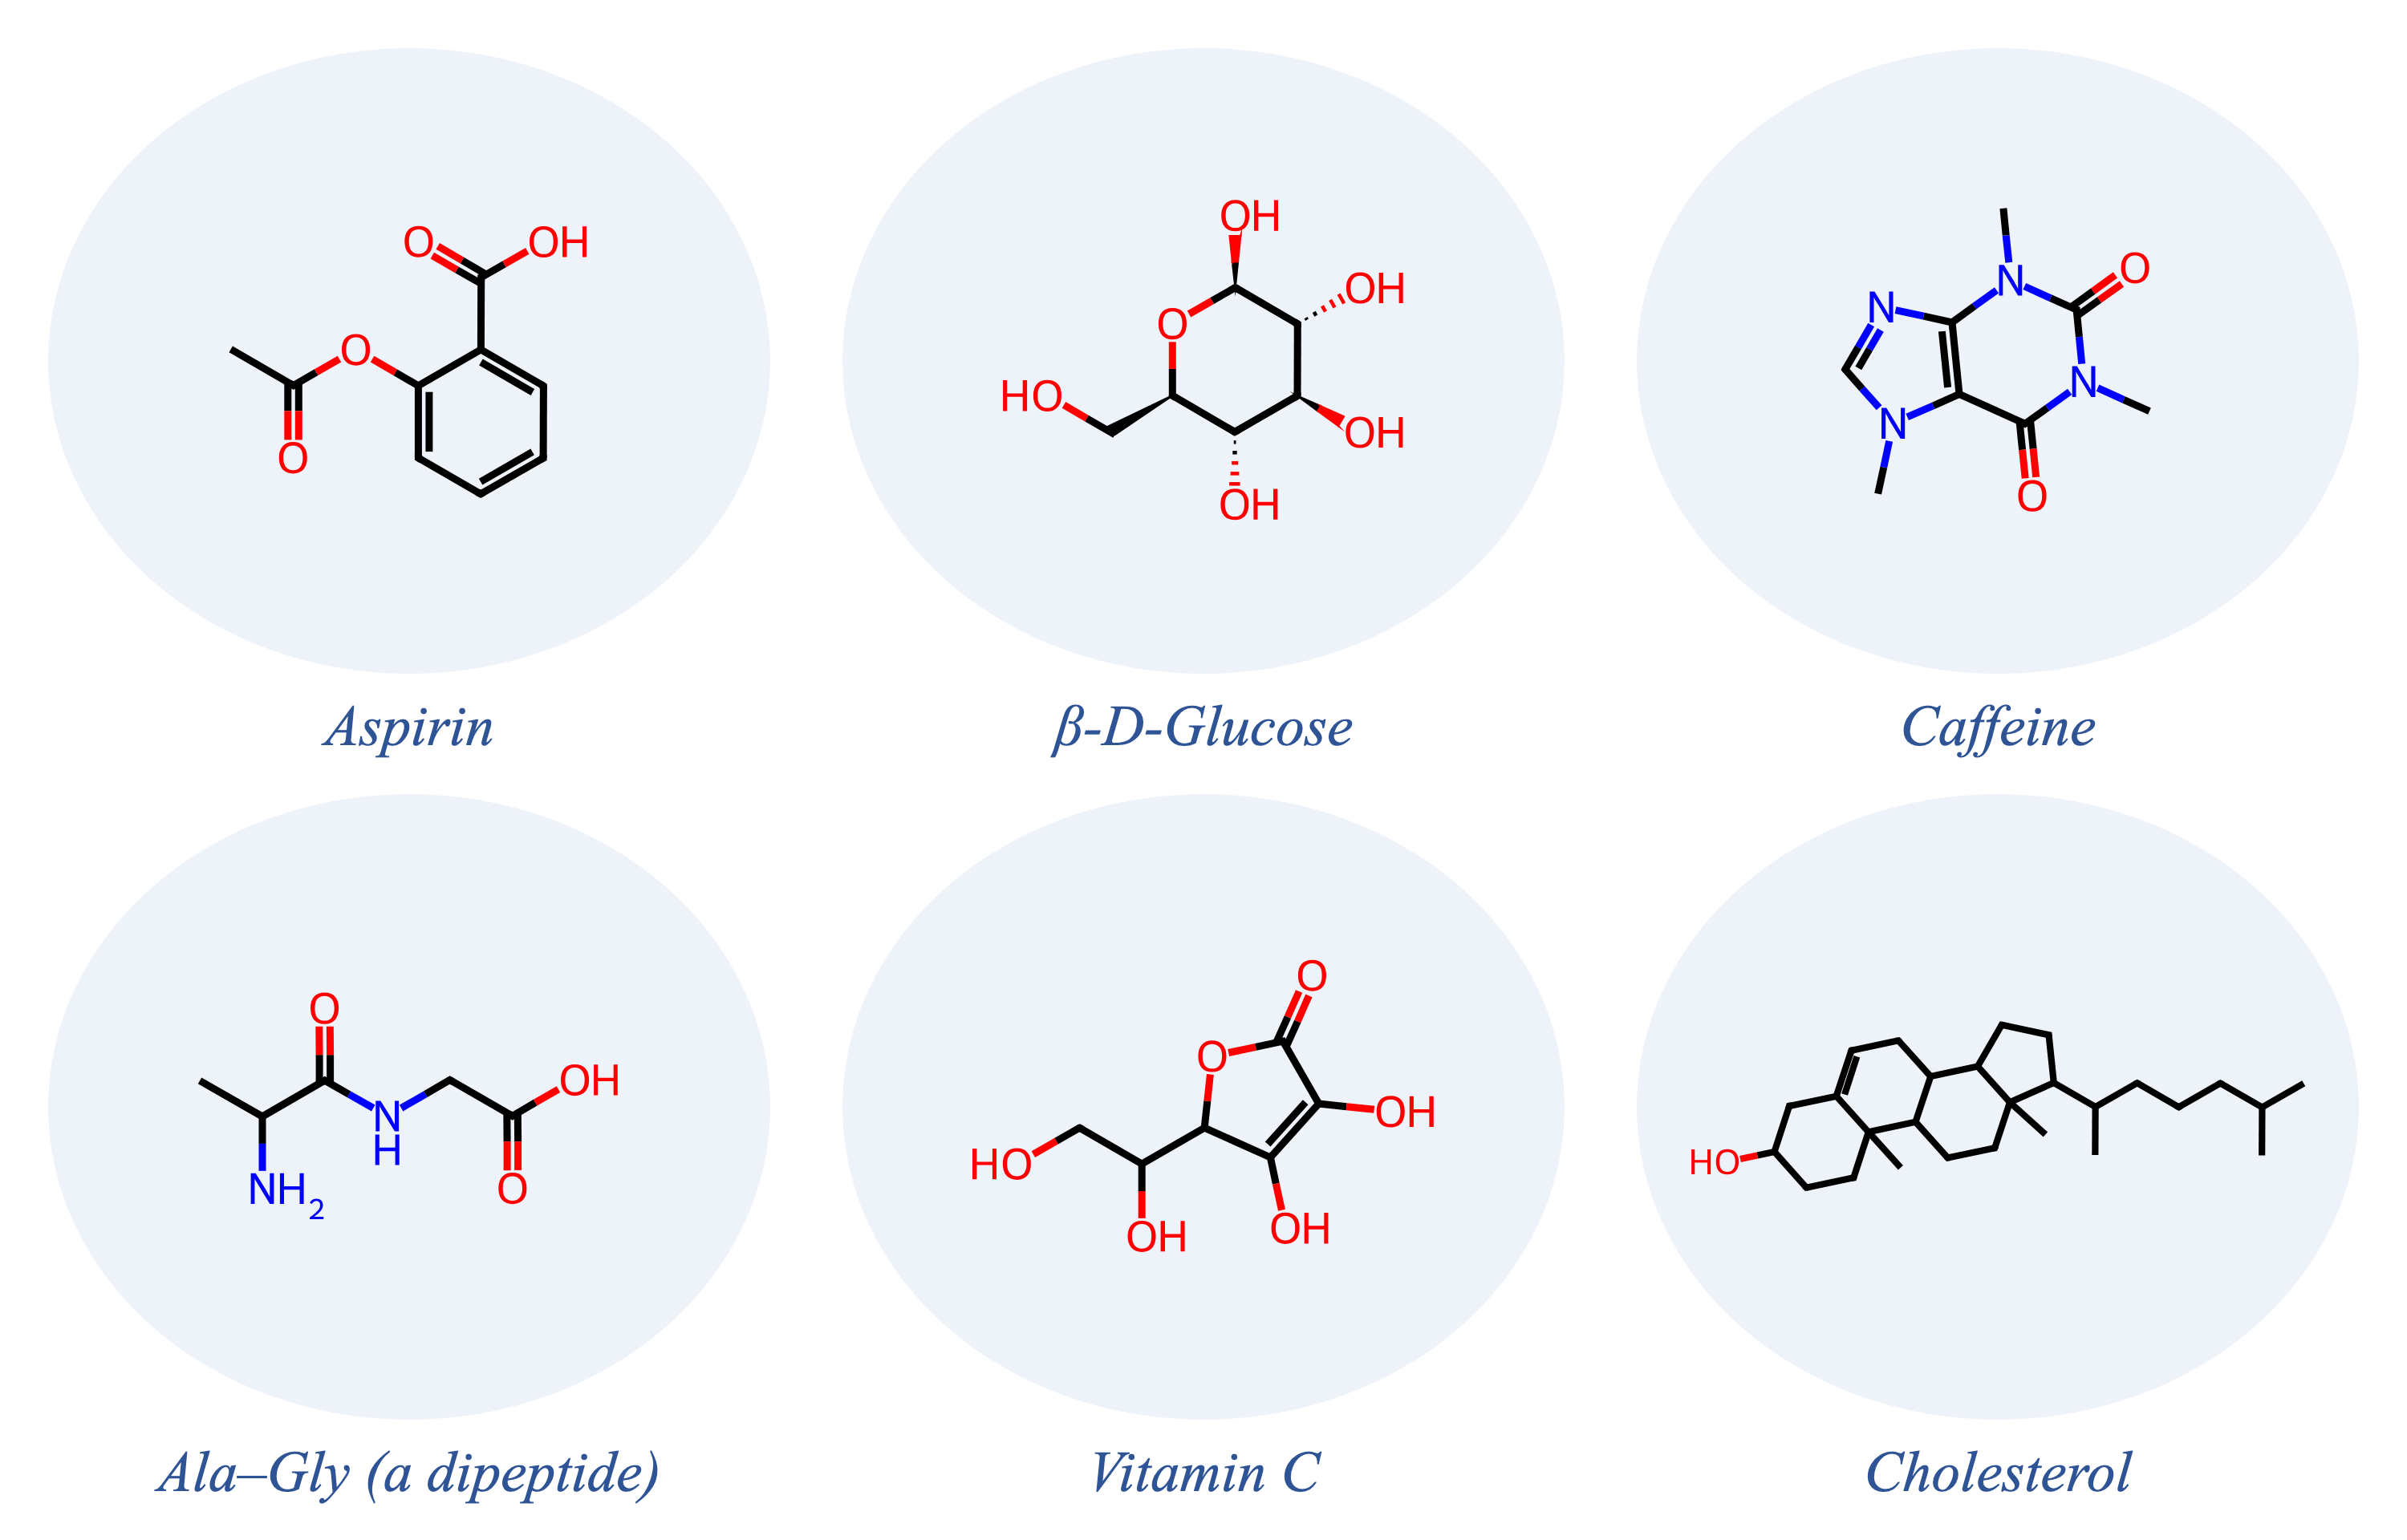 OH
O OH
OH
O
N
O
N
O
O
HO
N
N
OH
O
OH
O
Aspirin β-D-Glucose Caffeine
O
O
O
OH
N
H
OH
HO
HO
NH2
O
OH
OH
Ala–Gly (a dipeptide) Vitamin C Cholesterol